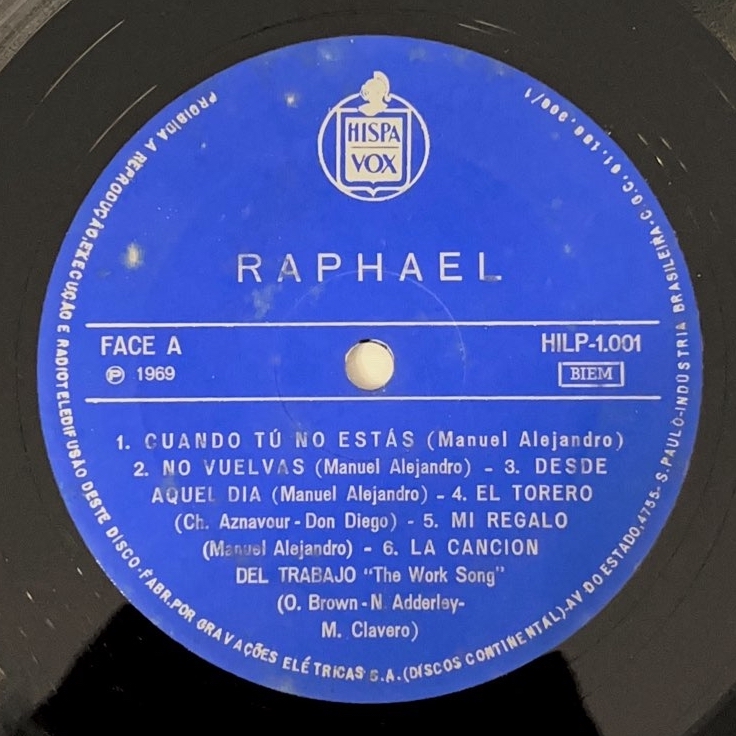 HISPA
VOX
RAPHAEL
FACE A
Ⓟ 1969
HILP-1.001
BIEM
1. CUANDO TÚ NO ESTÁS (Manuel Alejandro)
2. NO VUELVAS (Manuel Alejandro) - 3. DESDE
AQUEL DIA (Manuel Alejandro) - 4. EL TORERO
(Ch. Aznavour - Don Diego) - 5. MI REGALO
(Manuel Alejandro) - 6. LA CANCION
DEL TRABAJO "The Work Song"
(O. Brown - N. Adderley-
M. Clavero)
PROIBIDA A REPRODUÇÃO, EXECUÇÃO E RADIOTELEDIFUSÃO DESTE DISCO-FABR. POR GRAVAÇÕES ELÉTRICAS S.A. (DISCOS CONTINENTAL)-AV DO ESTADO, 4755-S. PAULO-INDÚSTRIA BRASILEIRA-C.G.C. 61.186.300/1